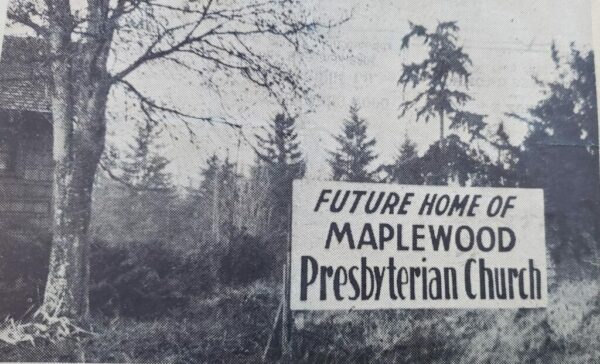 FUTURE HOME OF
MAPLEWOOD
Presbyterian Church